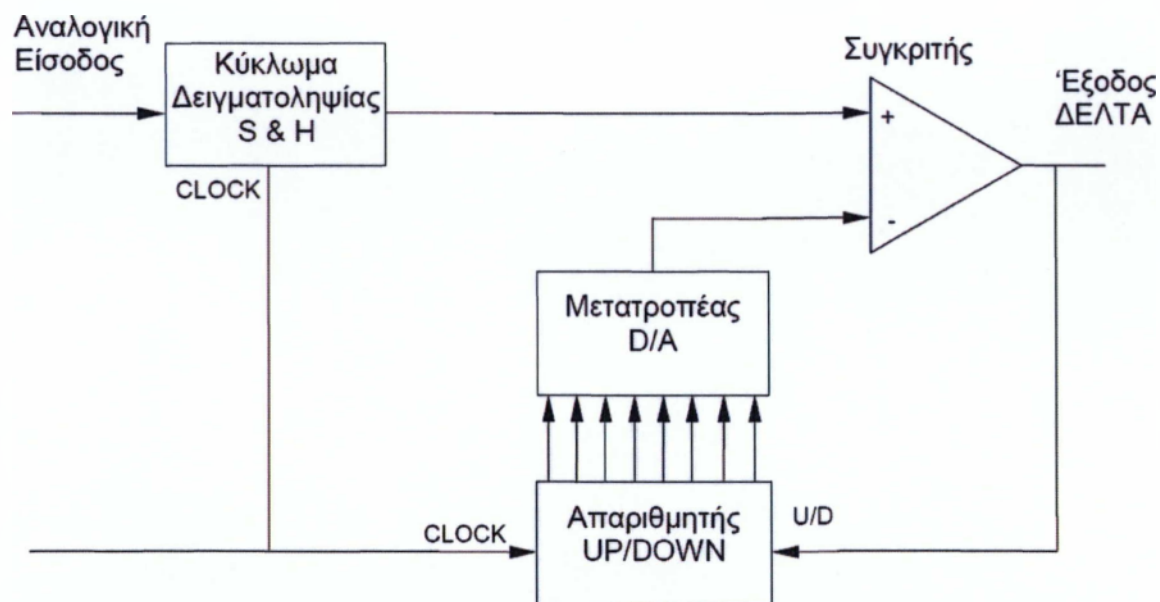 Αναλογική
Είσοδος
Κύκλωμα
Δειγματοληψίας
S & H
CLOCK
Συγκριτής
+
-
'Εξοδος
ΔΕΛΤΑ
Μετατροπέας
D/A
CLOCK
Απαριθμητής
UP/DOWN
U/D